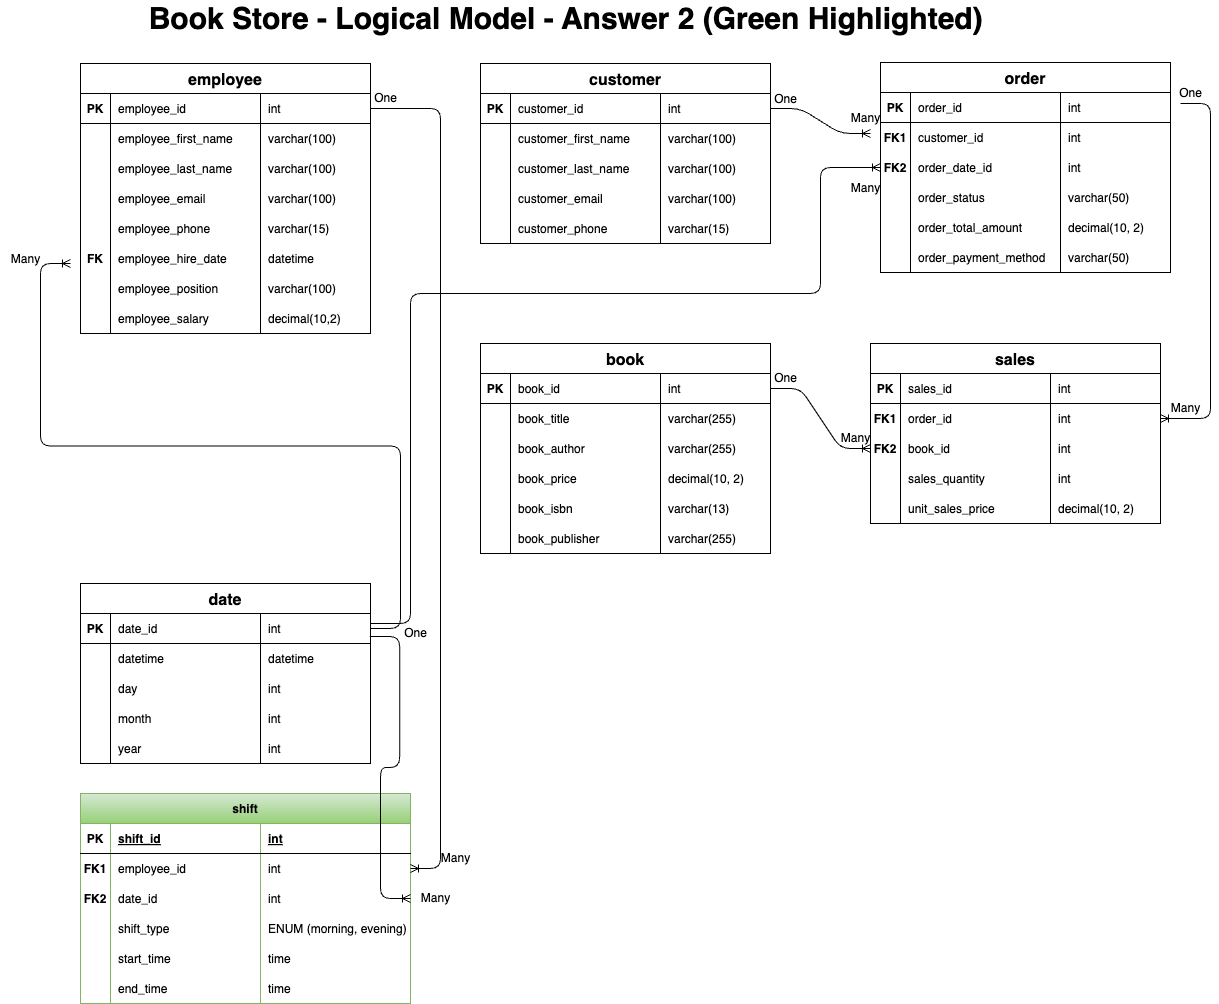 Book Store - Logical Model - Answer 2 (Green Highlighted)
employee
PK employee_id int
employee_first_name varchar(100)
employee_last_name varchar(100)
employee_email varchar(100)
employee_phone varchar(15)
FK employee_hire_date datetime
employee_position varchar(100)
employee_salary decimal(10,2)
One
Many
customer
PK customer_id int
customer_first_name varchar(100)
customer_last_name varchar(100)
customer_email varchar(100)
customer_phone varchar(15)
One
Many
Many
order
PK order_id int
FK1 customer_id int
FK2 order_date_id int
order_status varchar(50)
order_total_amount decimal(10, 2)
order_payment_method varchar(50)
One
book
PK book_id int
book_title varchar(255)
book_author varchar(255)
book_price decimal(10, 2)
book_isbn varchar(13)
book_publisher varchar(255)
One
Many
sales
PK sales_id int
FK1 order_id int
FK2 book_id int
sales_quantity int
unit_sales_price decimal(10, 2)
Many
date
PK date_id int
datetime datetime
day int
month int
year int
One
shift
PK shift_id int
FK1 employee_id int
FK2 date_id int
shift_type ENUM (morning, evening)
start_time time
end_time time
Many
Many